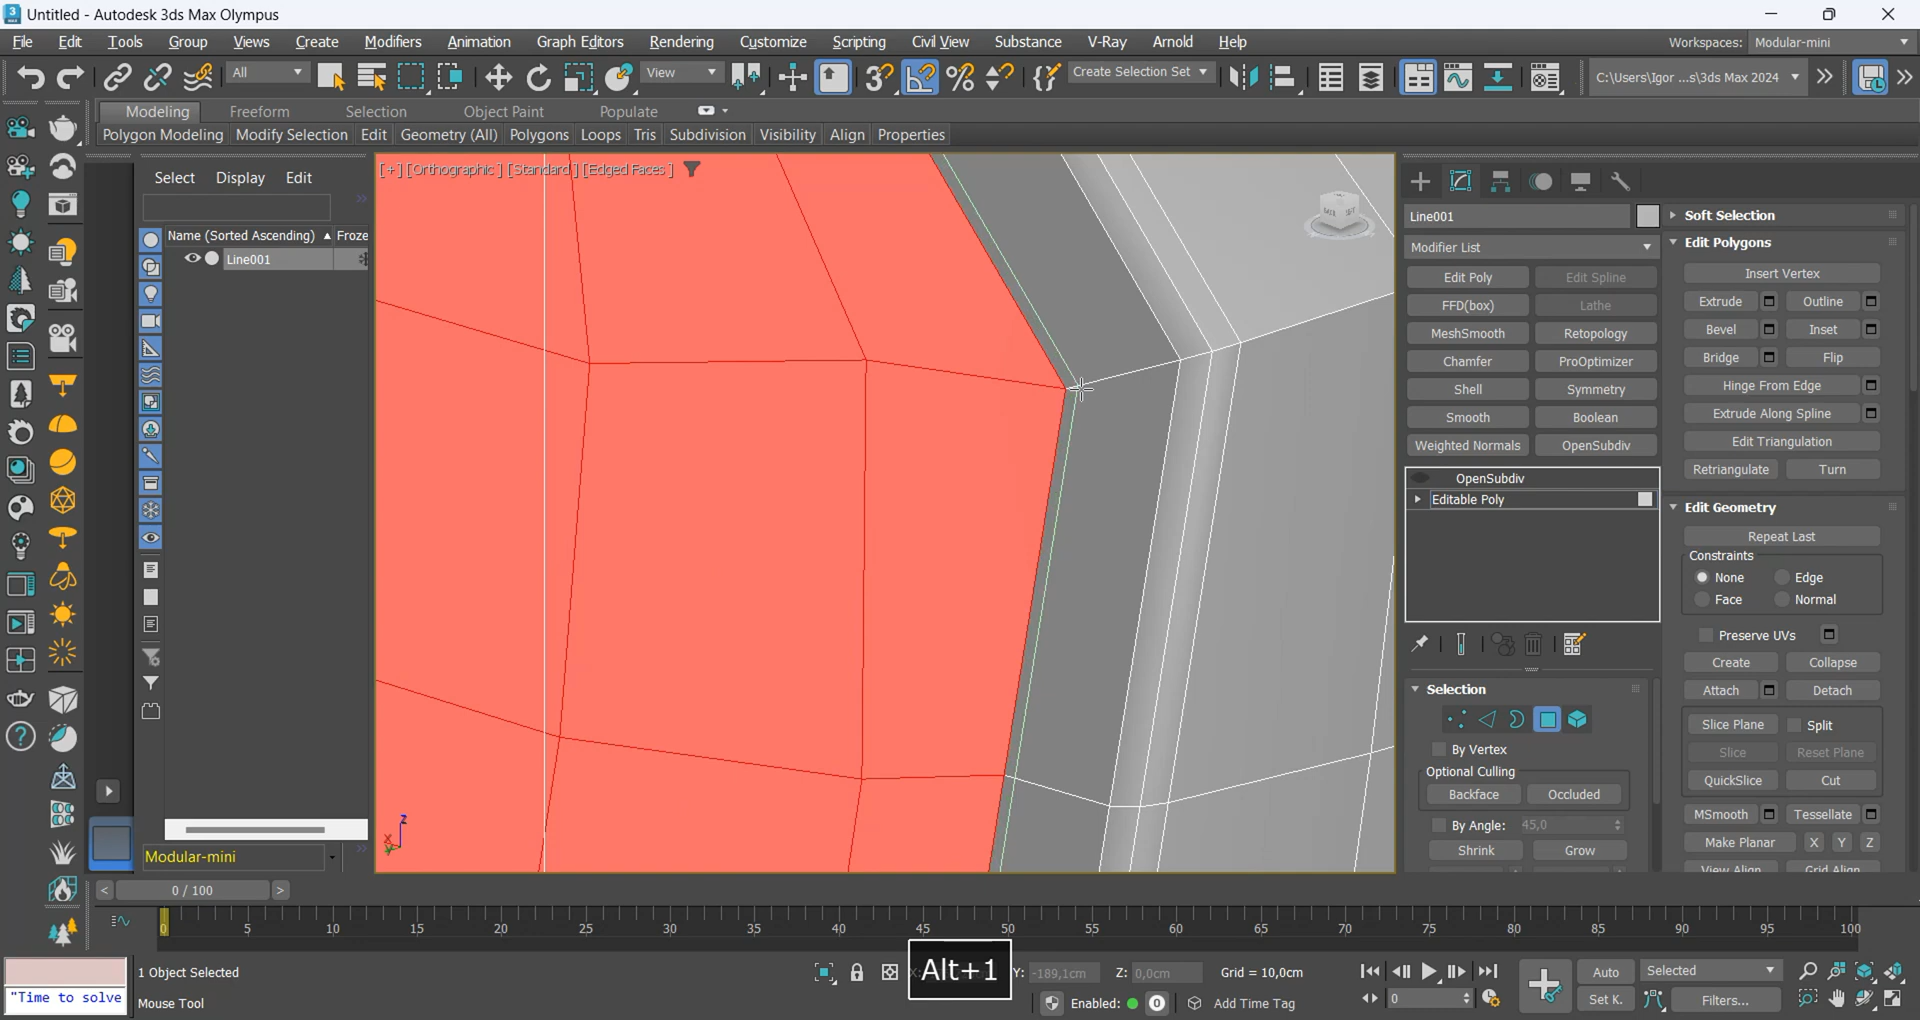 Untitled - Autodesk 3ds Max Olympus
File Edit Tools Group Views Create Modifiers Animation Graph Editors Rendering Customize Scripting Civil View Substance V-Ray Arnold Help
Workspaces: Modular-mini
All View Create Selection Set C:\Users\Igor ...s\3ds Max 2024
Modeling Freeform Selection Object Paint Populate
Polygon Modeling Modify Selection Edit Geometry (All) Polygons Loops Tris Subdivision Visibility Align Properties
Select Display Edit
Name (Sorted Ascending) Froze
Line001
[+] [Orthographic ] [Standard ] [Edged Faces ]
Line001
Modifier List
Edit Poly Edit Spline
FFD(box) Lathe
MeshSmooth Retopology
Chamfer ProOptimizer
Shell Symmetry
Smooth Boolean
Weighted Normals OpenSubdiv
OpenSubdiv
Editable Poly
Selection
By Vertex
Optional Culling
Backface Occluded
By Angle: 45,0
Shrink Grow
Soft Selection
Edit Polygons
Insert Vertex
Extrude Outline
Bevel Inset
Bridge Flip
Hinge From Edge
Extrude Along Spline
Edit Triangulation
Retriangulate Turn
Edit Geometry
Repeat Last
Constraints
None Edge
Face Normal
Preserve UVs
Create Collapse
Attach Detach
Slice Plane Split
Slice Reset Plane
QuickSlice Cut
MSmooth Tessellate
Make Planar X Y Z
View Align Grid Align
z
x
Modular-mini
< 0 / 100 >
0 5 10 15 20 25 30 35 40 45 50 55 60 65 70 75 80 85 90 95 100
Alt+1
"Time to solve
1 Object Selected
Mouse Tool
Y: -189,1cm Z: 0,0cm Grid = 10,0cm
Enabled: 0 Add Time Tag
0
Auto Selected
Set K. Filters...